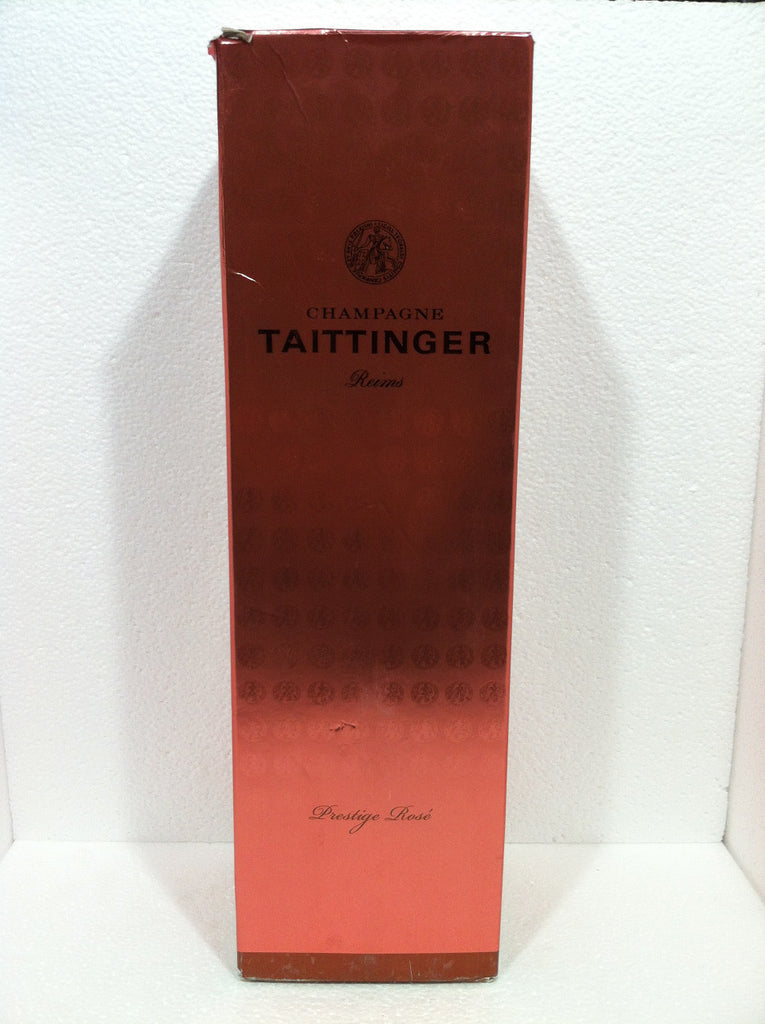 CHAMPAGNE
TAITTINGER
Reims
Prestige Rosé